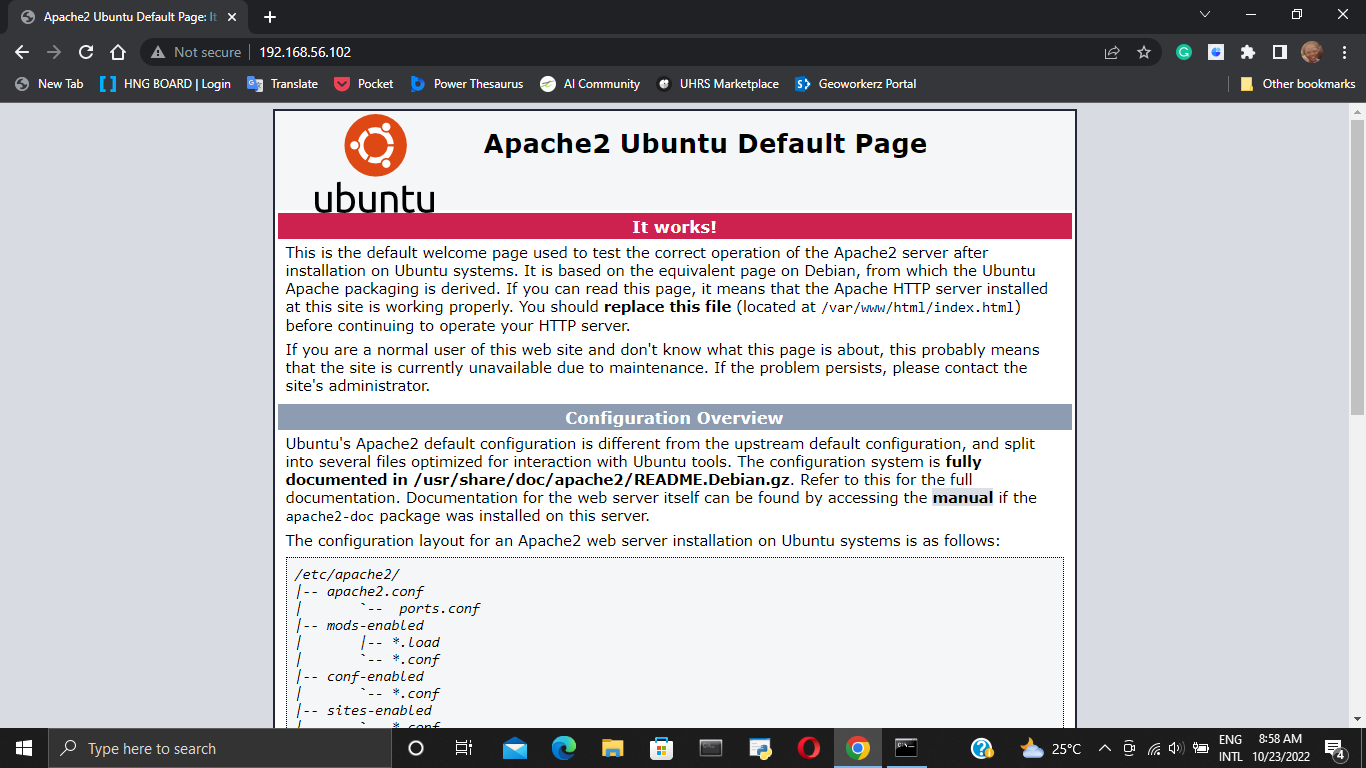 Apache2 Ubuntu Default Page: It
Not secure 192.168.56.102
New Tab HNG BOARD | Login Translate Pocket Power Thesaurus AI Community UHRS Marketplace Geoworkerz Portal Other bookmarks
ubuntu
Apache2 Ubuntu Default Page
It works!
This is the default welcome page used to test the correct operation of the Apache2 server after
installation on Ubuntu systems. It is based on the equivalent page on Debian, from which the Ubuntu
Apache packaging is derived. If you can read this page, it means that the Apache HTTP server installed
at this site is working properly. You should replace this file (located at /var/www/html/index.html)
before continuing to operate your HTTP server.
If you are a normal user of this web site and don't know what this page is about, this probably means
that the site is currently unavailable due to maintenance. If the problem persists, please contact the
site's administrator.
Configuration Overview
Ubuntu's Apache2 default configuration is different from the upstream default configuration, and split
into several files optimized for interaction with Ubuntu tools. The configuration system is fully
documented in /usr/share/doc/apache2/README.Debian.gz. Refer to this for the full
documentation. Documentation for the web server itself can be found by accessing the manual if the
apache2-doc package was installed on this server.
The configuration layout for an Apache2 web server installation on Ubuntu systems is as follows:
/etc/apache2/
|-- apache2.conf
|       `--  ports.conf
|-- mods-enabled
|       |-- *.load
|       `-- *.conf
|-- conf-enabled
|       `-- *.conf
|-- sites-enabled
|       `-- *.conf
Type here to search
25°C
ENG
INTL
8:58 AM
10/23/2022
4